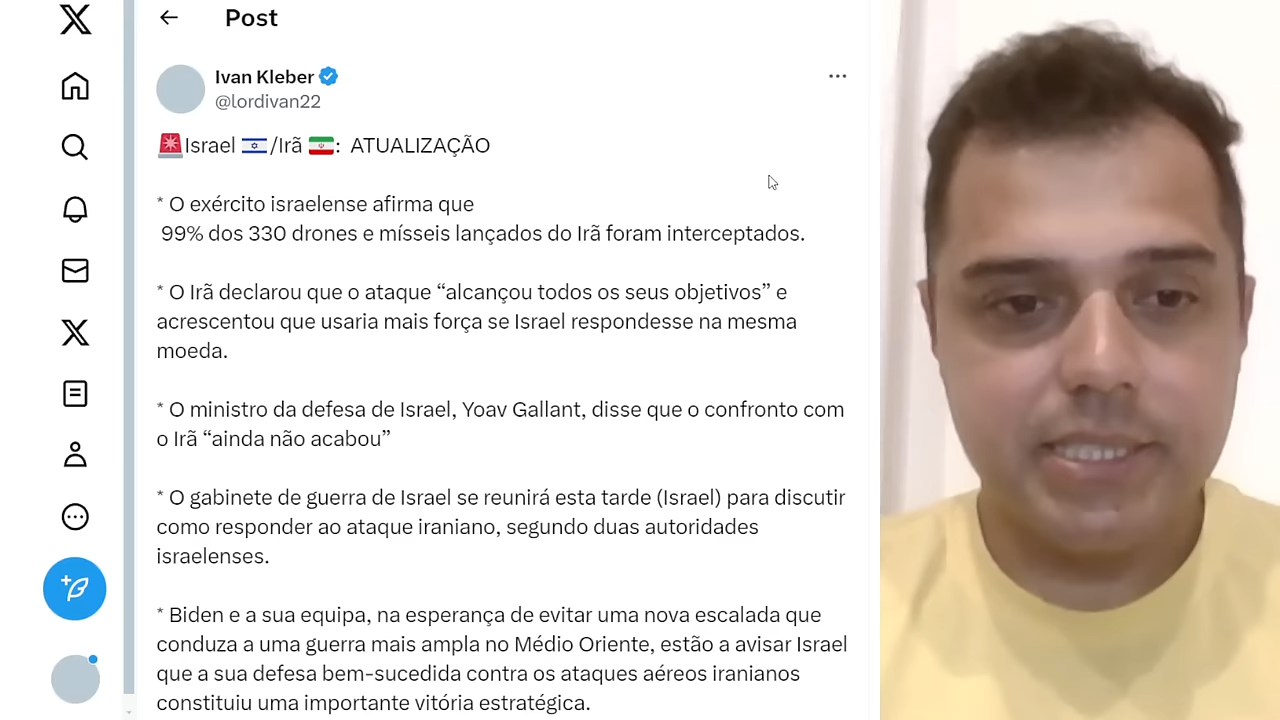 Post
Ivan Kleber
@lordivan22
🚨Israel 🇮🇱/Irã 🇮🇷: ATUALIZAÇÃO
* O exército israelense afirma que
99% dos 330 drones e mísseis lançados do Irã foram interceptados.
* O Irã declarou que o ataque “alcançou todos os seus objetivos” e
acrescentou que usaria mais força se Israel respondesse na mesma
moeda.
* O ministro da defesa de Israel, Yoav Gallant, disse que o confronto com
o Irã “ainda não acabou”
* O gabinete de guerra de Israel se reunirá esta tarde (Israel) para discutir
como responder ao ataque iraniano, segundo duas autoridades
israelenses.
* Biden e a sua equipa, na esperança de evitar uma nova escalada que
conduza a uma guerra mais ampla no Médio Oriente, estão a avisar Israel
que a sua defesa bem-sucedida contra os ataques aéreos iranianos
constituiu uma importante vitória estratégica.